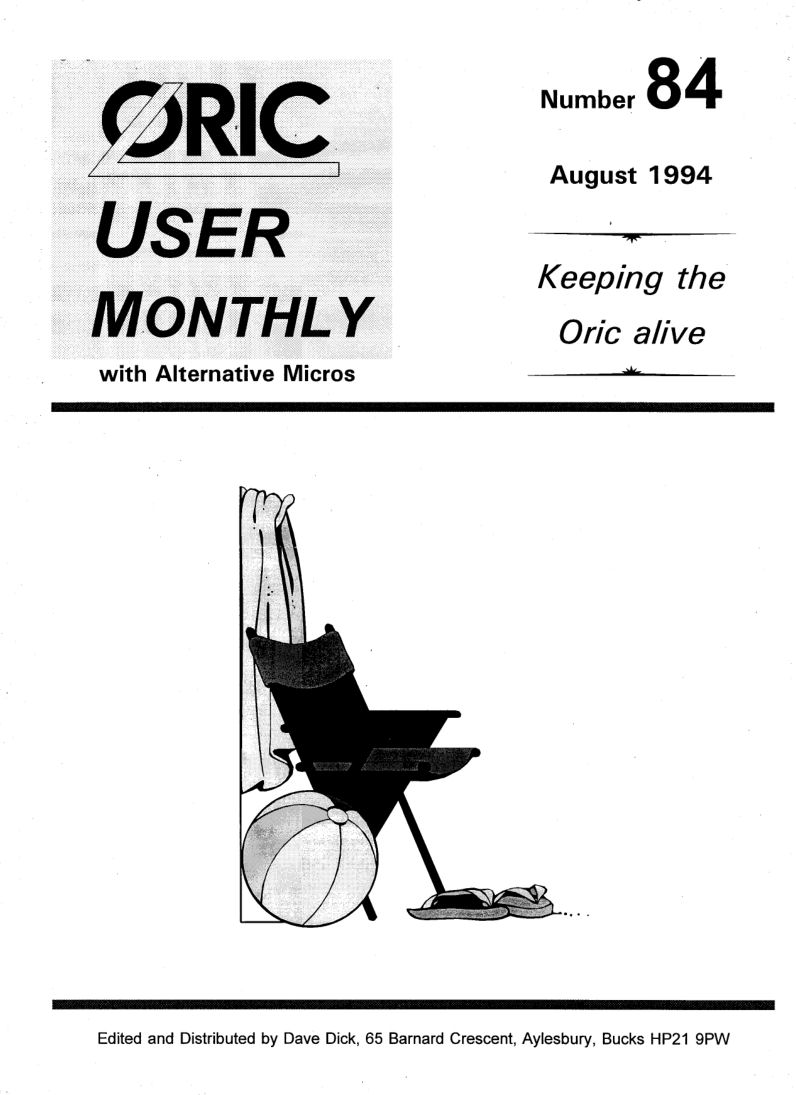 ORIC
USER
MONTHLY
with Alternative Micros
Number 84
August 1994
Keeping the
Oric alive
Edited and Distributed by Dave Dick, 65 Barnard Crescent, Aylesbury, Bucks HP21 9PW